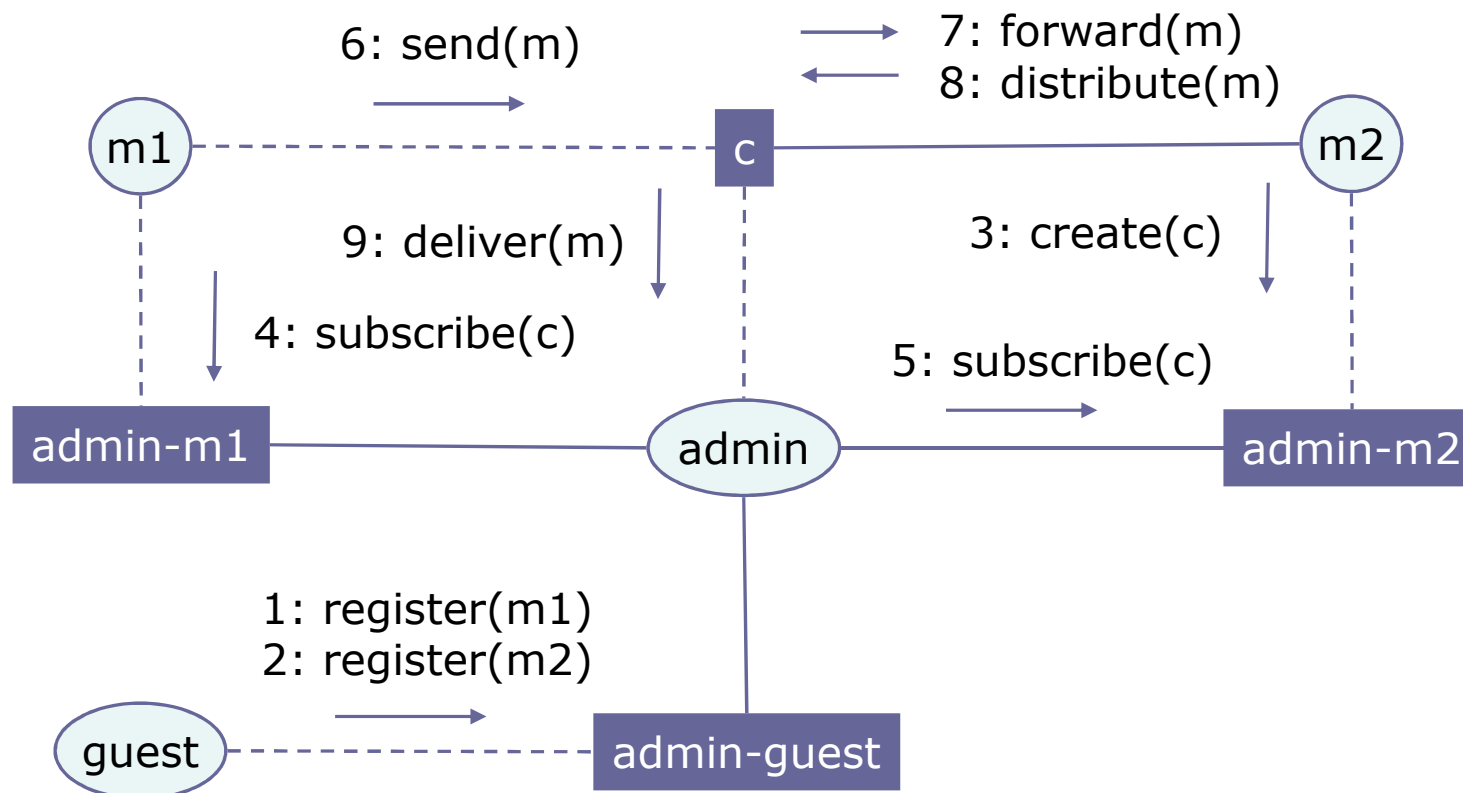 7: forward(m)
6: send(m)
8: distribute(m)
m1
c
m2
9: deliver(m)
3: create(c)
4: subscribe(c)
5: subscribe(c)
admin-m1
admin
admin-m2
1: register(m1)
2: register(m2)
guest
admin-guest